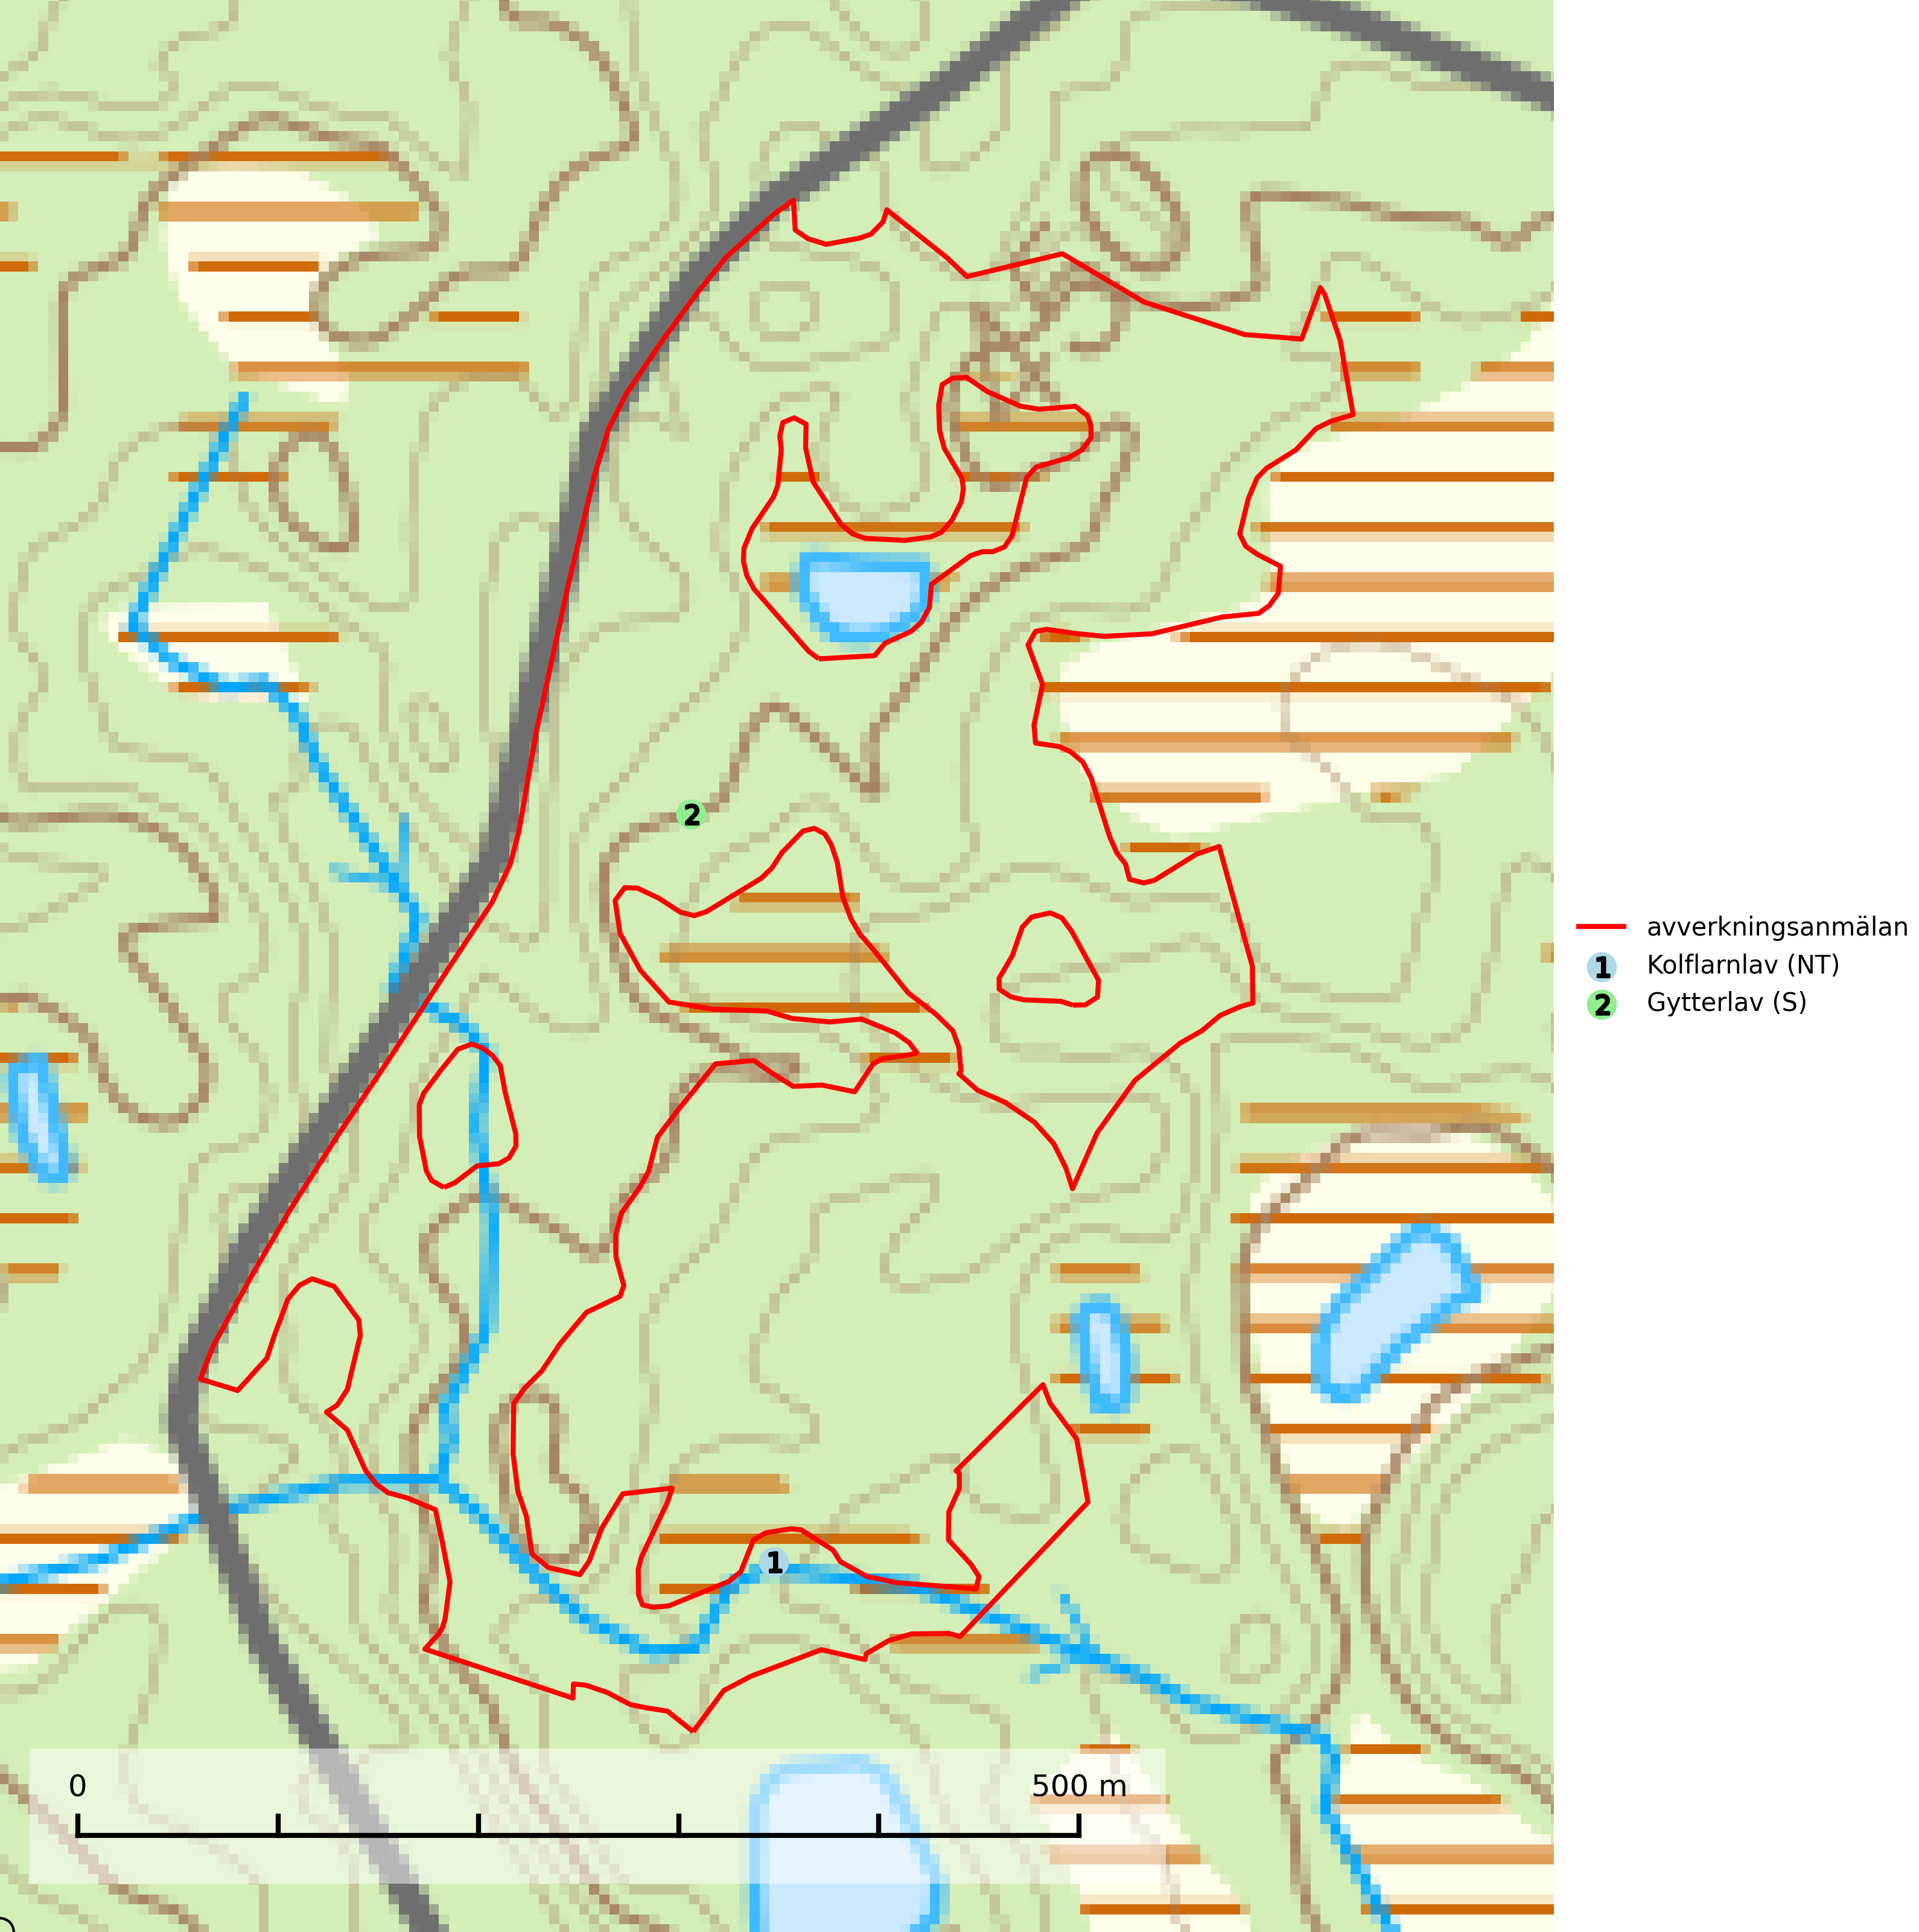 2
1
avverkningsanmälan
1 Kolflarnlav (NT)
2 Gytterlav (S)
0 500 m